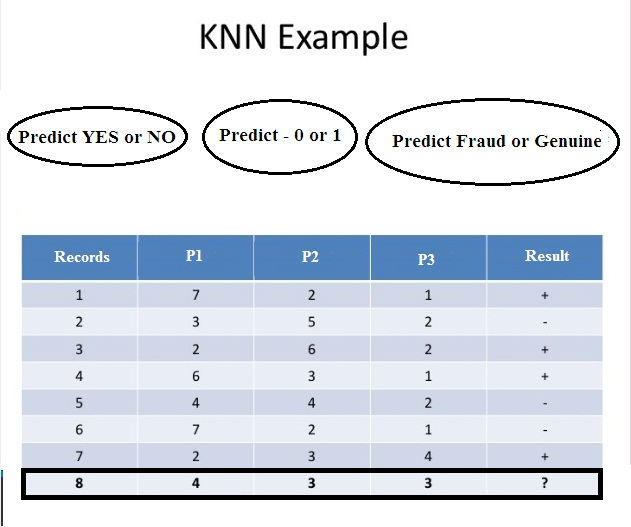 KNN Example
Predict YES or NO
Predict - 0 or 1
Predict Fraud or Genuine
Records P1 P2 P3 Result
1 7 2 1 +
2 3 5 2 -
3 2 6 2 +
4 6 3 1 +
5 4 4 2 -
6 7 2 1 -
7 2 3 4 +
8 4 3 3 ?